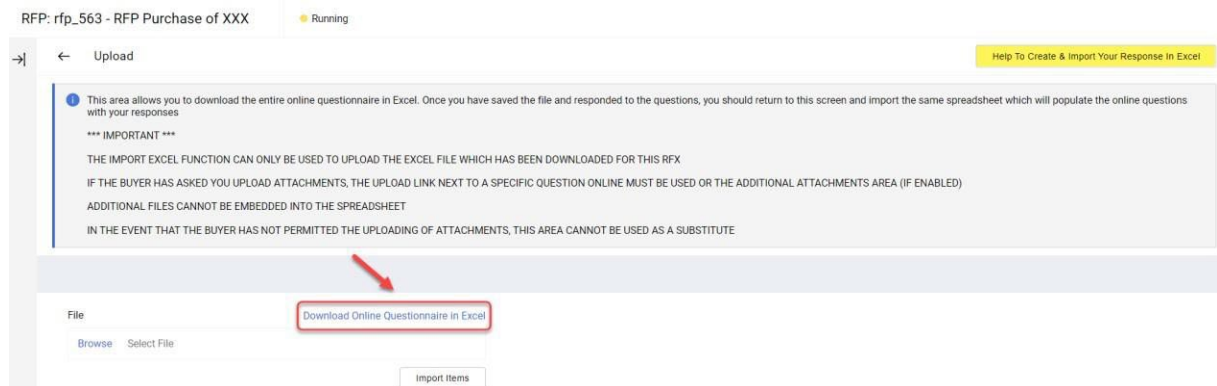 RFP: rfp_563 - RFP Purchase of XXX
Running
Upload
Help To Create & Import Your Response In Excel
This area allows you to download the entire online questionnaire in Excel. Once you have saved the file and responded to the questions, you should return to this screen and import the same spreadsheet which will populate the online questions
with your responses
*** IMPORTANT ***
THE IMPORT EXCEL FUNCTION CAN ONLY BE USED TO UPLOAD THE EXCEL FILE WHICH HAS BEEN DOWNLOADED FOR THIS RFX
IF THE BUYER HAS ASKED YOU UPLOAD ATTACHMENTS, THE UPLOAD LINK NEXT TO A SPECIFIC QUESTION ONLINE MUST BE USED OR THE ADDITIONAL ATTACHMENTS AREA (IF ENABLED)
ADDITIONAL FILES CANNOT BE EMBEDDED INTO THE SPREADSHEET
IN THE EVENT THAT THE BUYER HAS NOT PERMITTED THE UPLOADING OF ATTACHMENTS, THIS AREA CANNOT BE USED AS A SUBSTITUTE
File
Download Online Questionnaire in Excel
Browse Select File
Import Items